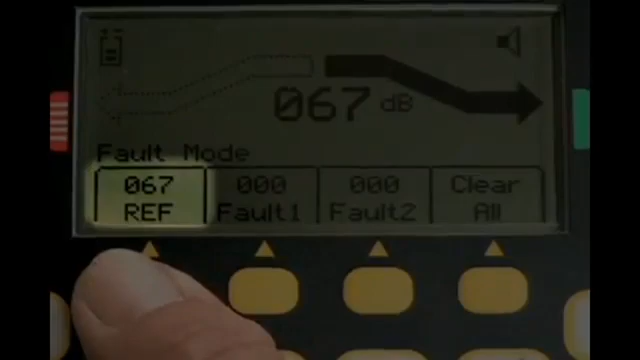 067 dB
Fault Mode
067 000 000 Clear
REF Fault1 Fault2 All